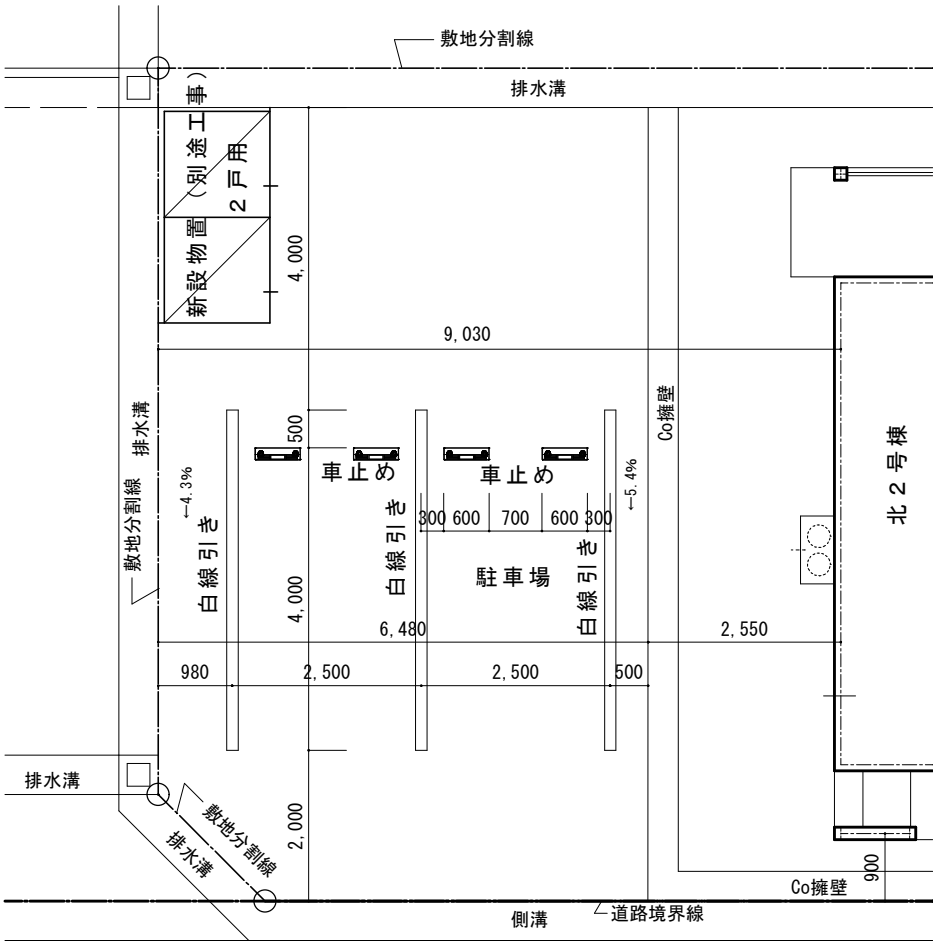 敷地分割線
排水溝
新設物置（別途工事）
２戸用
4,000
9,030
排水溝
敷地分割線
←4.3%
500
車止め
車止め
Co擁壁
←5.4%
北２号棟
300 600 700 600 300
白線引き
白線引き
白線引き
駐車場
4,000
6,480
2,550
980
2,500
2,500
500
排水溝
敷地分割線
排水溝
2,000
900
Co擁壁
側溝
道路境界線